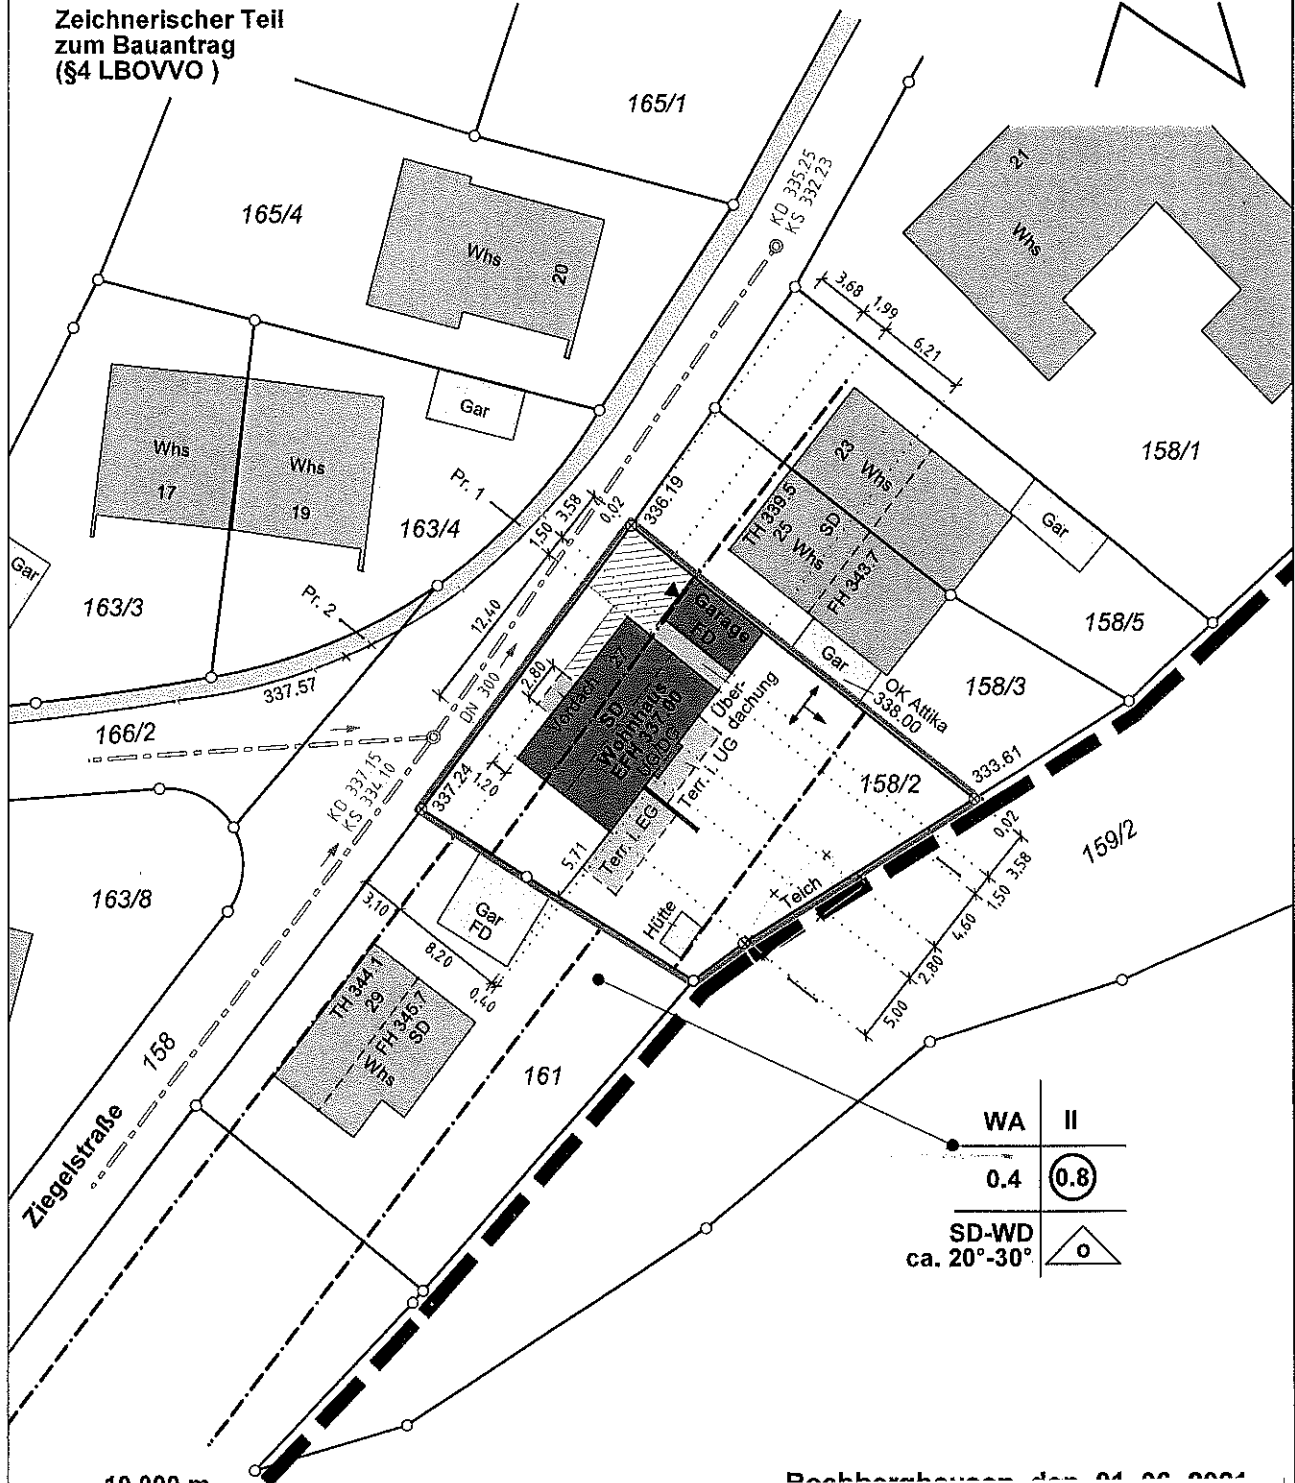 Zeichnerischer Teil
zum Bauantrag
(§4 LBOVVO )
165/1
165/4
Whs
20
KD 335.25
KS 332.23
21
Whs
3,68
1,99
6,21
158/1
Whs
17
Whs
19
Gar
163/4
Pr. 1
Gar
163/3
Pr. 2
337.57
166/2
1,50
3,58
0,02
336.19
12,40
DN 300
TH 339.5
25
Whs
SD
FH 343.7
23
Whs
Gar
158/5
158/3
Gar
OK Attika
338.00
Garage
FD
2,80
Vordach
27
SD
Wohnhaus
EFH 337.00
Über-
dachung
Terr. i. UG
Terr. i. EG
1,20
337.24
KD 337.15
KS 334.10
5,71
158/2
333.61
159/2
Teich
Hütte
0,02
3,58
1,50
4,60
2,80
5,00
163/8
Gar
FD
3,10
8,20
0,40
TH 344.1
29
FH 345.7
SD
Whs
158
161
Ziegelstraße
WA II
0.4 0.8
SD-WD
ca. 20°-30° o